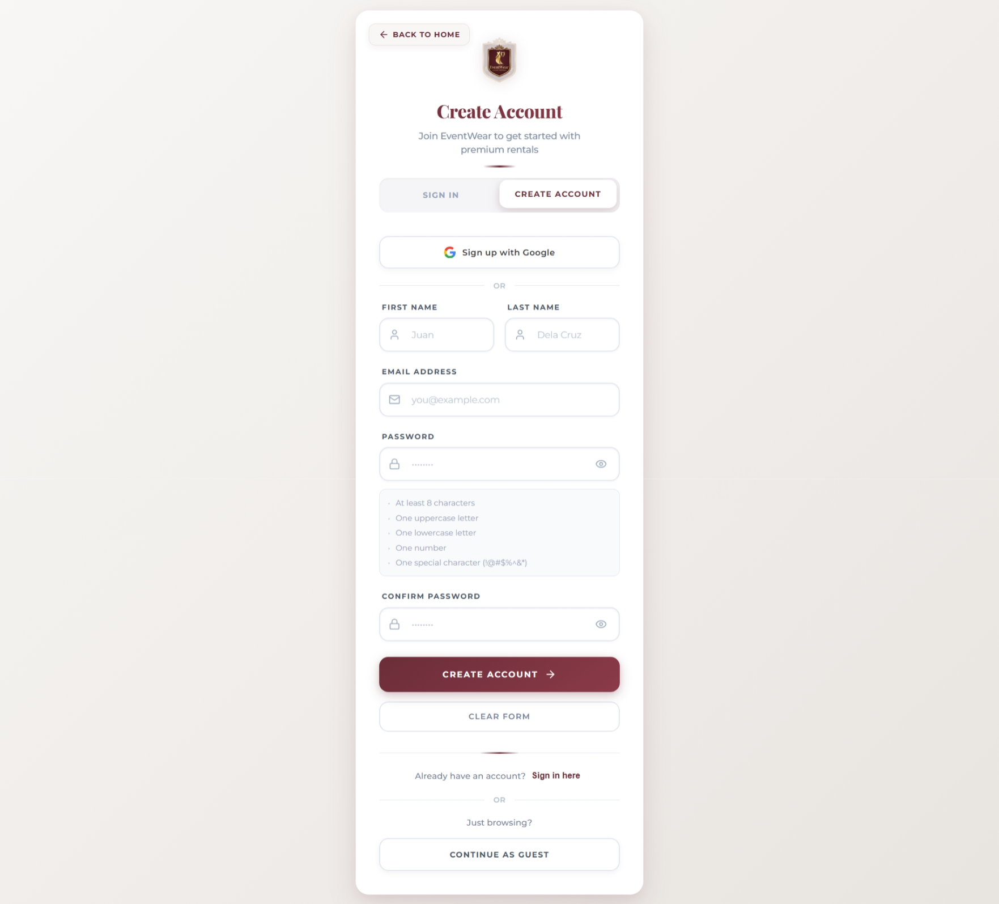 BACK TO HOME
EventWear
Create Account
Join EventWear to get started with
premium rentals
SIGN IN
CREATE ACCOUNT
Sign up with Google
OR
FIRST NAME
LAST NAME
Juan
Dela Cruz
EMAIL ADDRESS
you@example.com
PASSWORD
••••••••
• At least 8 characters
• One uppercase letter
• One lowercase letter
• One number
• One special character (!@#$%^&*)
CONFIRM PASSWORD
••••••••
CREATE ACCOUNT
CLEAR FORM
Already have an account? Sign in here
OR
Just browsing?
CONTINUE AS GUEST